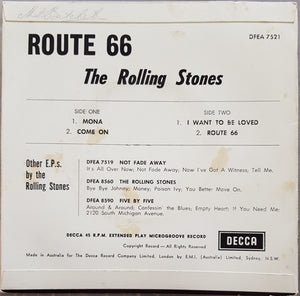 ROUTE 66
DFEA 7521
The Rolling Stones
SIDE ONE
1. MONA
2. COME ON
SIDE TWO
1. I WANT TO BE LOVED
2. ROUTE 66
Other E.P.s.
by the
Rolling Stones
DFEA 7519 NOT FADE AWAY
It's All Over Now; Not Fade Away; Now I've Got A Witness; Tell Me.
DFEA 8560 THE ROLLING STONES
Bye Bye Johnny; Money; Poison Ivy; You Better Move On.
DFEA 8590 FIVE BY FIVE
Around & Around; Confessin' the Blues; Empty Heart; If You Need Me;
2120 South Michigan Avenue.
DECCA 45 R.P.M. EXTENDED PLAY MICROGROOVE RECORD
Copyright Record — All Rights Reserved
DECCA
Made in Australia for The Decca Record Company Limited, London by E.M.I. (Australia) Limited, Sydney, N.S.W.